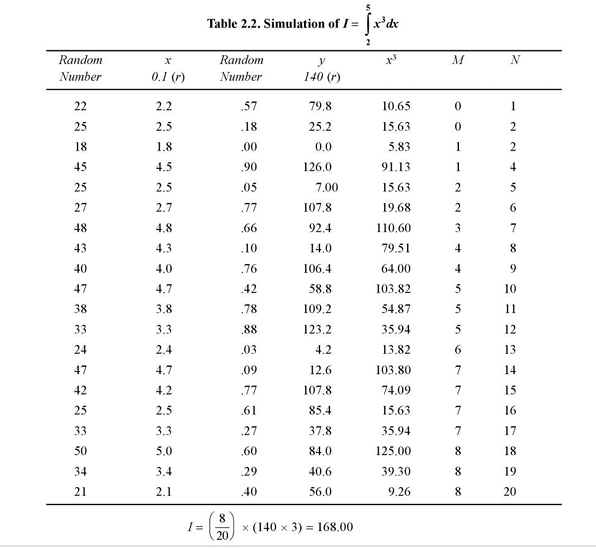 Table 2.2. Simulation of I = ∫₂⁵ x³dx
Random x Random y x³ M N
Number 0.1 (r) Number 140 (r)
22 2.2 .57 79.8 10.65 0 1
25 2.5 .18 25.2 15.63 0 2
18 1.8 .00 0.0 5.83 1 2
45 4.5 .90 126.0 91.13 1 4
25 2.5 .05 7.00 15.63 2 5
27 2.7 .77 107.8 19.68 2 6
48 4.8 .66 92.4 110.60 3 7
43 4.3 .10 14.0 79.51 4 8
40 4.0 .76 106.4 64.00 4 9
47 4.7 .42 58.8 103.82 5 10
38 3.8 .78 109.2 54.87 5 11
33 3.3 .88 123.2 35.94 5 12
24 2.4 .03 4.2 13.82 6 13
47 4.7 .09 12.6 103.80 7 14
42 4.2 .77 107.8 74.09 7 15
25 2.5 .61 85.4 15.63 7 16
33 3.3 .27 37.8 35.94 7 17
50 5.0 .60 84.0 125.00 8 18
34 3.4 .29 40.6 39.30 8 19
21 2.1 .40 56.0 9.26 8 20
I = (8/20) × (140 × 3) = 168.00